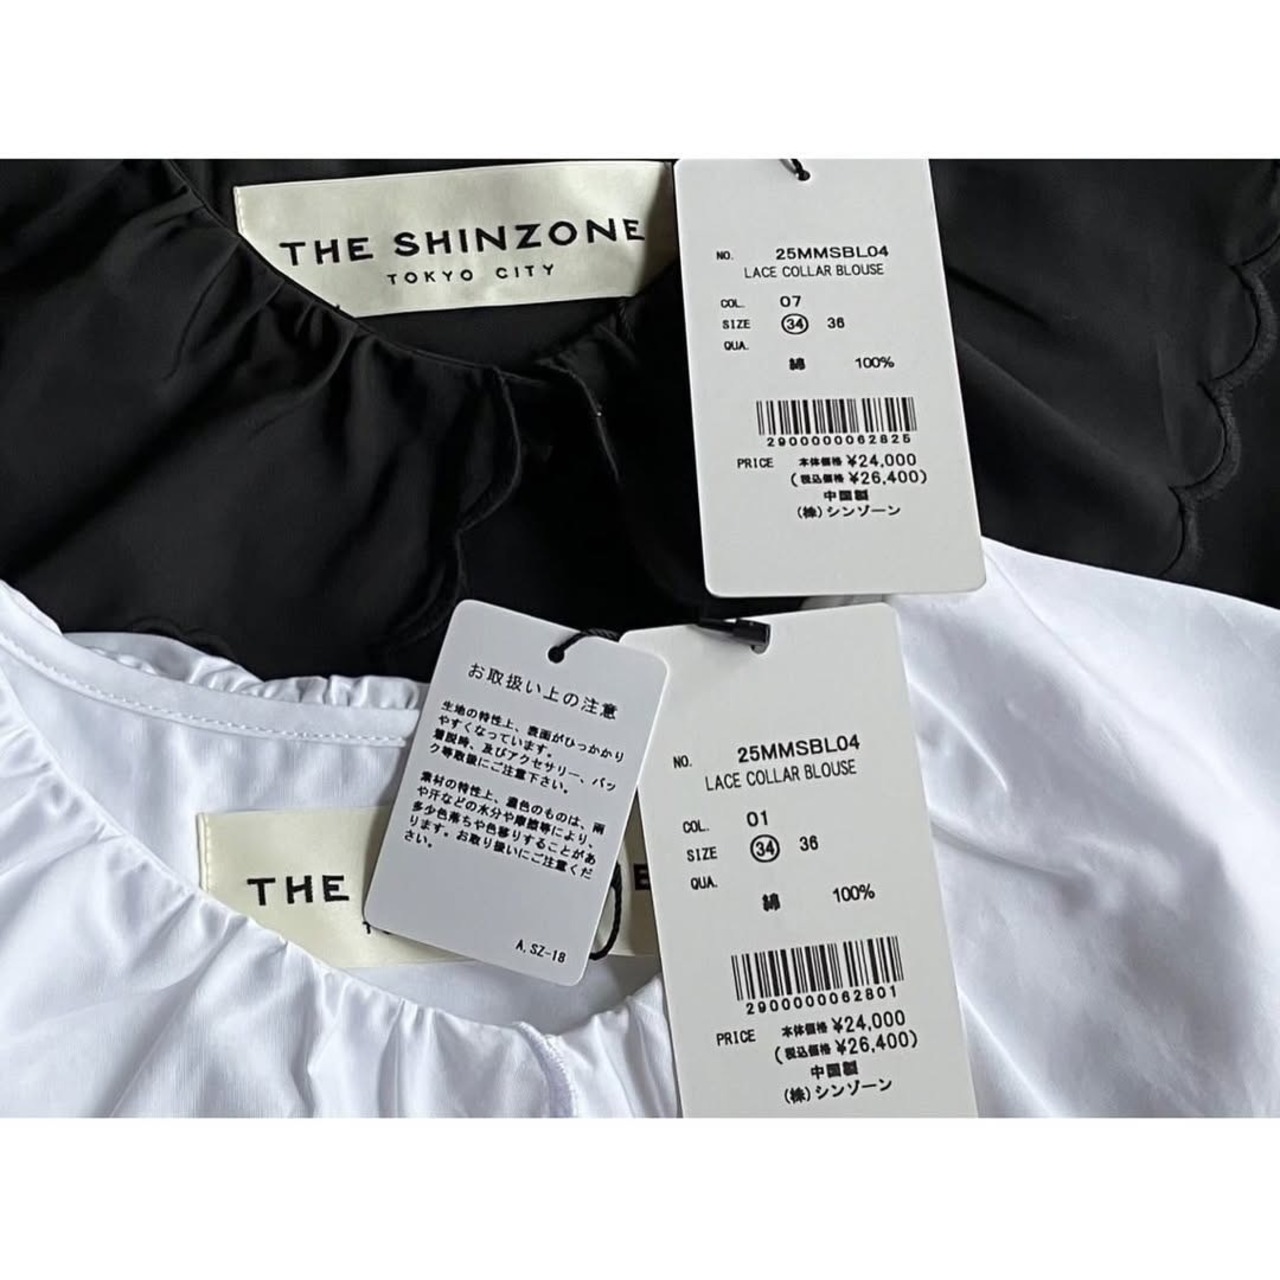 THE SHINZONE
TOKYO CITY
NO. 25MMSBL04
LACE COLLAR BLOUSE
COL. 07
SIZE 34 36
QUA.
綿 100%
2900000062825
PRICE 本体価格 ¥24,000
(税込価格 ¥26,400)
中国製
(株)シンゾーン
お取扱い上の注意
生地の特性上、表面がひっかかり
やすくなっています。
着脱時、及びアクセサリー、バッ
ク等取扱にご注意下さい。
素材の特性上、濃色のものは、雨
や汗などの水分や摩擦等により、
多少色落ちや色移りすることがあ
ります。お取り扱いにご注意くだ
さい。
A,SZ-18
THE
NO. 25MMSBL04
LACE COLLAR BLOUSE
COL. 01
SIZE 34 36
QUA.
綿 100%
2900000062801
PRICE 本体価格 ¥24,000
(税込価格 ¥26,400)
中国製
(株)シンゾーン